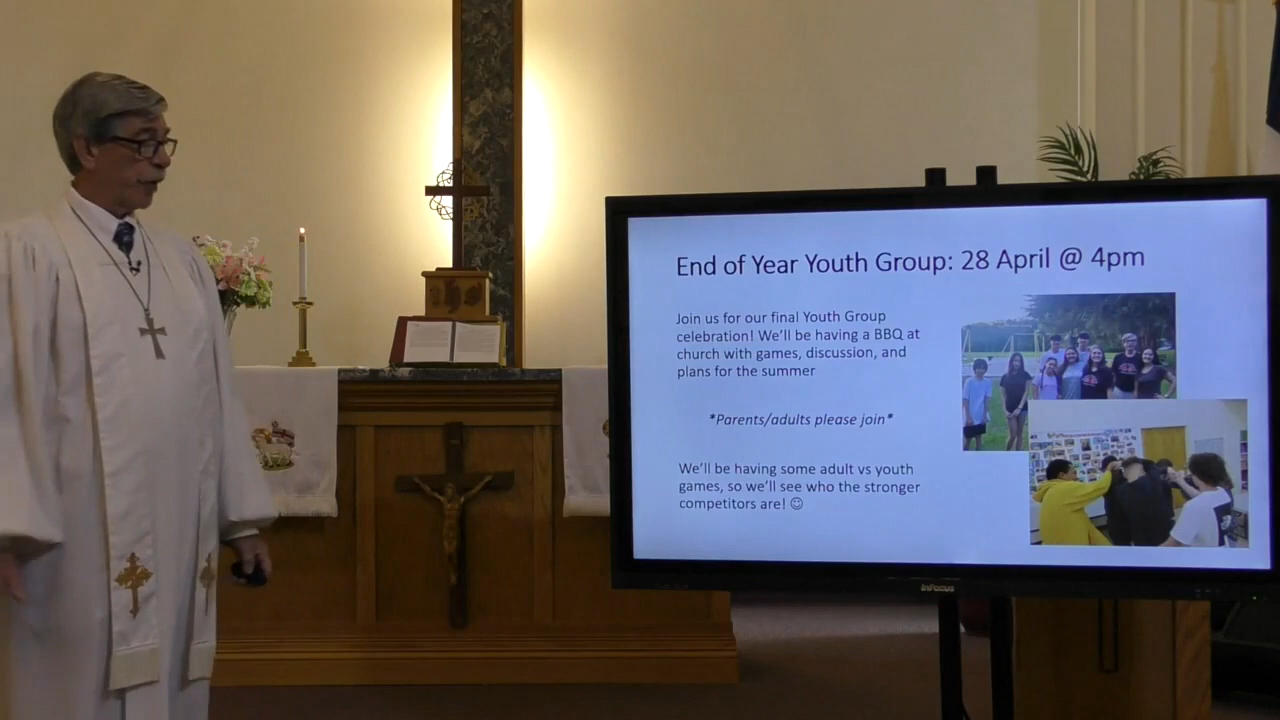 End of Year Youth Group: 28 April @ 4pm
Join us for our final Youth Group
celebration! We'll be having a BBQ at
church with games, discussion, and
plans for the summer
*Parents/adults please join*
We'll be having some adult vs youth
games, so we'll see who the stronger
competitors are! ☺
InFocus